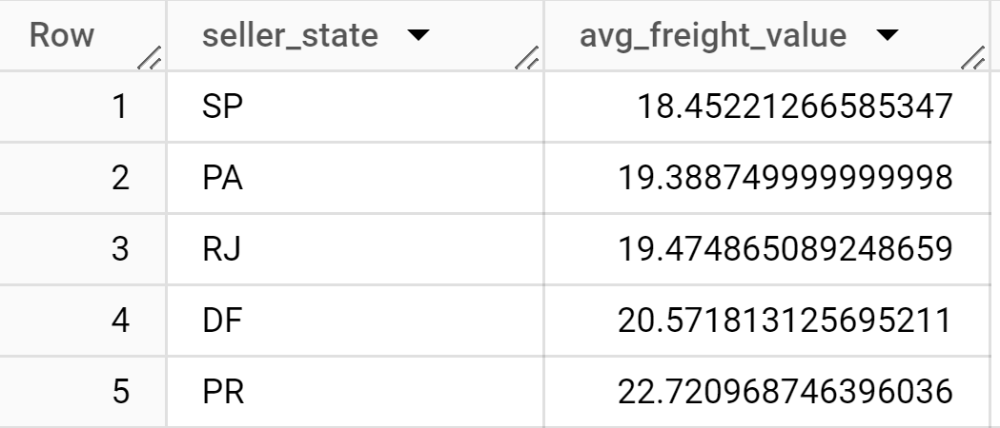 Row seller_state avg_freight_value
1 SP 18.45221266585347
2 PA 19.388749999999998
3 RJ 19.474865089248659
4 DF 20.571813125695211
5 PR 22.720968746396036